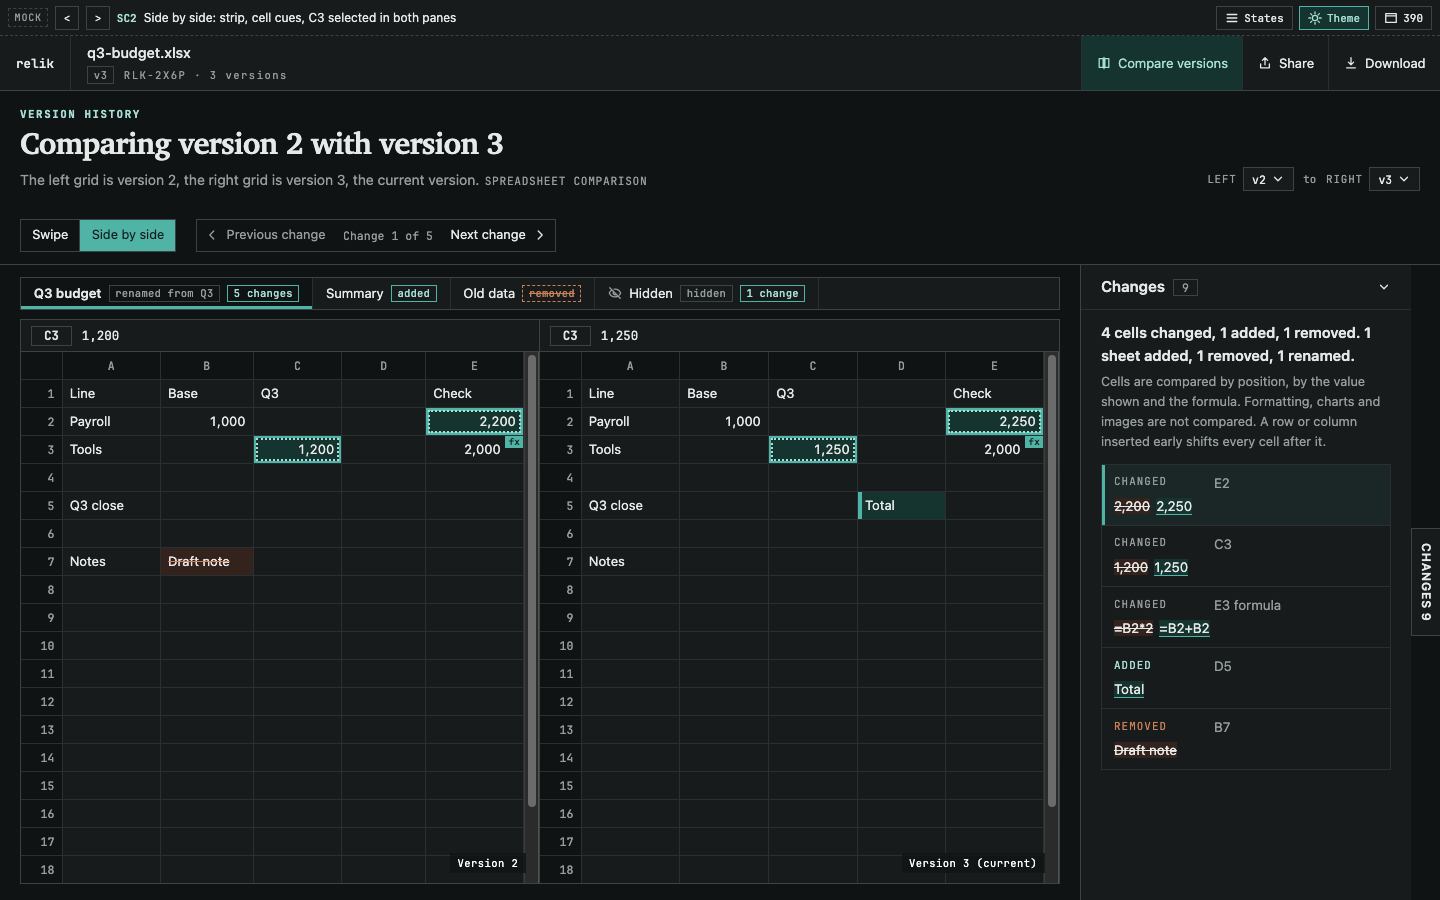 MOCK < > SC2 Side by side: strip, cell cues, C3 selected in both panes States Theme 390
relik
q3-budget.xlsx
v3 RLK-2X6P · 3 versions
Compare versions Share Download
VERSION HISTORY
Comparing version 2 with version 3
The left grid is version 2, the right grid is version 3, the current version. SPREADSHEET COMPARISON
LEFT v2 to RIGHT v3
Swipe Side by side Previous change Change 1 of 5 Next change
Q3 budget renamed from Q3 5 changes Summary added Old data removed Hidden hidden 1 change
C3 1,200
A B C D E
1 Line Base Q3 Check
2 Payroll 1,000 2,200
3 Tools 1,200 2,000 fx
4
5 Q3 close
6
7 Notes Draft note
8
9
10
11
12
13
14
15
16
17
18
Version 2
C3 1,250
A B C D E
1 Line Base Q3 Check
2 Payroll 1,000 2,250
3 Tools 1,250 2,000 fx
4
5 Q3 close Total
6
7 Notes
8
9
10
11
12
13
14
15
16
17
18
Version 3 (current)
Changes 9
4 cells changed, 1 added, 1 removed. 1
sheet added, 1 removed, 1 renamed.
Cells are compared by position, by the value
shown and the formula. Formatting, charts and
images are not compared. A row or column
inserted early shifts every cell after it.
CHANGED E2
2,200 2,250
CHANGED C3
1,200 1,250
CHANGED E3 formula
=B2*2 =B2+B2
ADDED D5
Total
REMOVED B7
Draft note
CHANGES 9